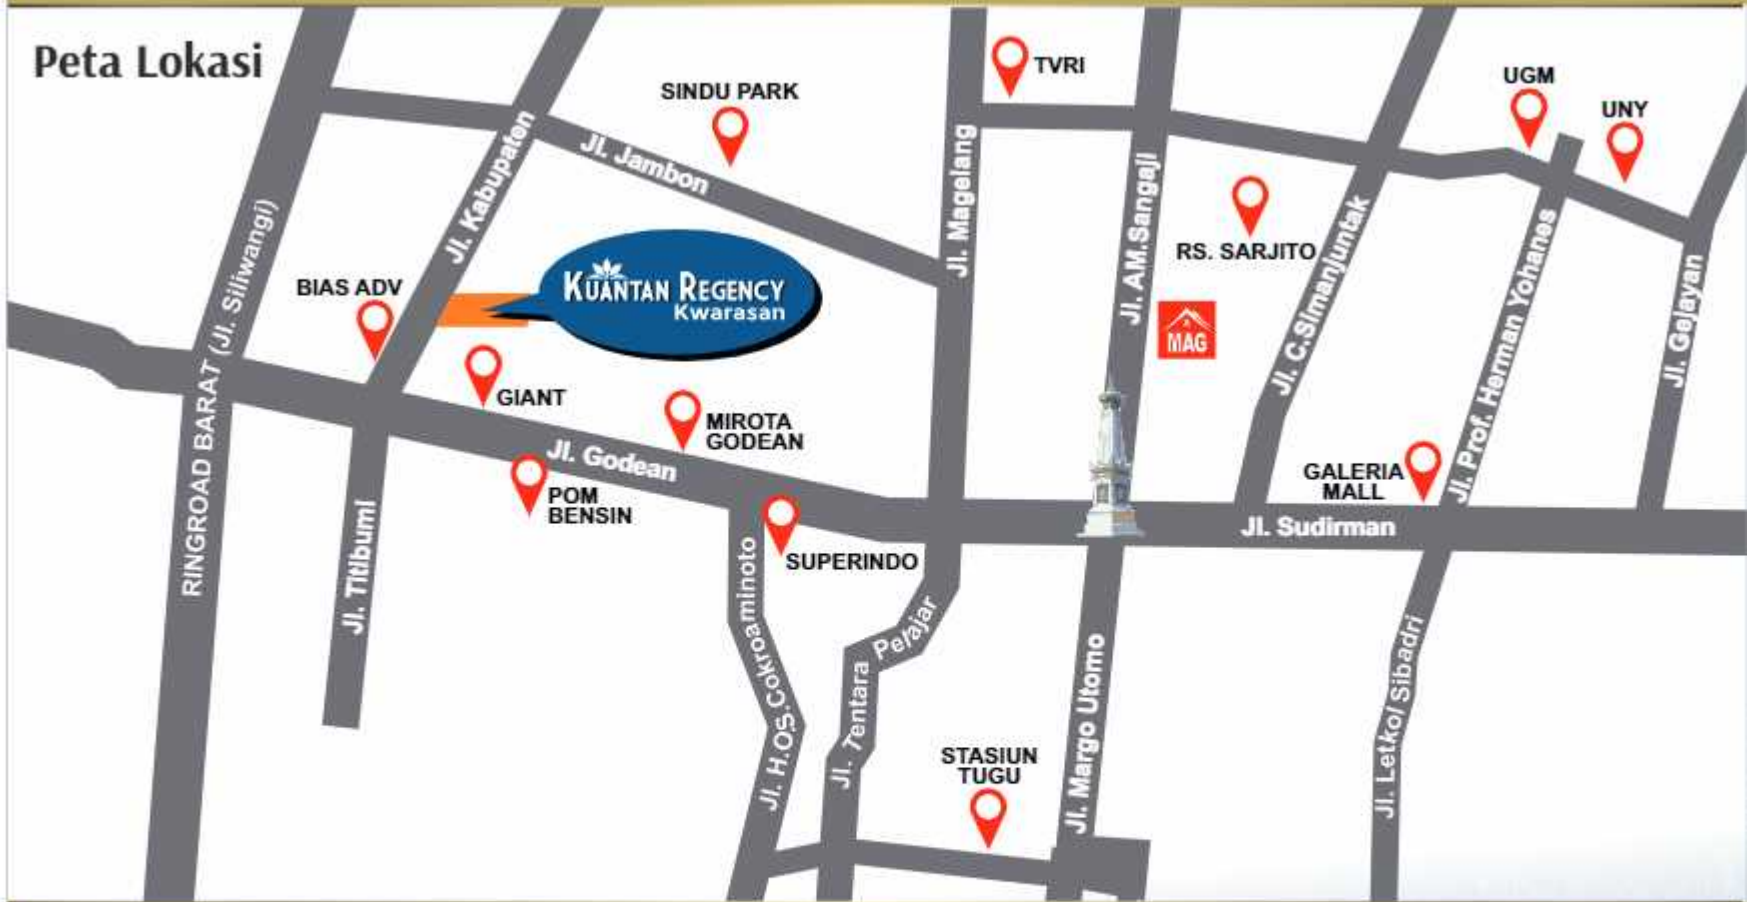 Peta Lokasi
TVRI
UGM
SINDU PARK
UNY
Jl. Jambon
Jl. Kabupaten
Jl. Magelang
Jl. AM.Sangaji
RS. SARJITO
Jl. C.Simanjuntak
Jl. Prof. Herman Yohanes
Jl. Gejayan
RINGROAD BARAT (Jl. Siliwangi)
BIAS ADV
KUANTAN REGENCY
Kwarasan
MAG
GIANT
MIROTA
GODEAN
Jl. Godean
POM
BENSIN
GALERIA
MALL
Jl. Sudirman
SUPERINDO
Jl. Titibumi
Jl. H.O.S.Cokroaminoto
Jl. Tentara Pelajar
Jl. Margo Utomo
Jl. Letkol Sibadri
STASIUN
TUGU